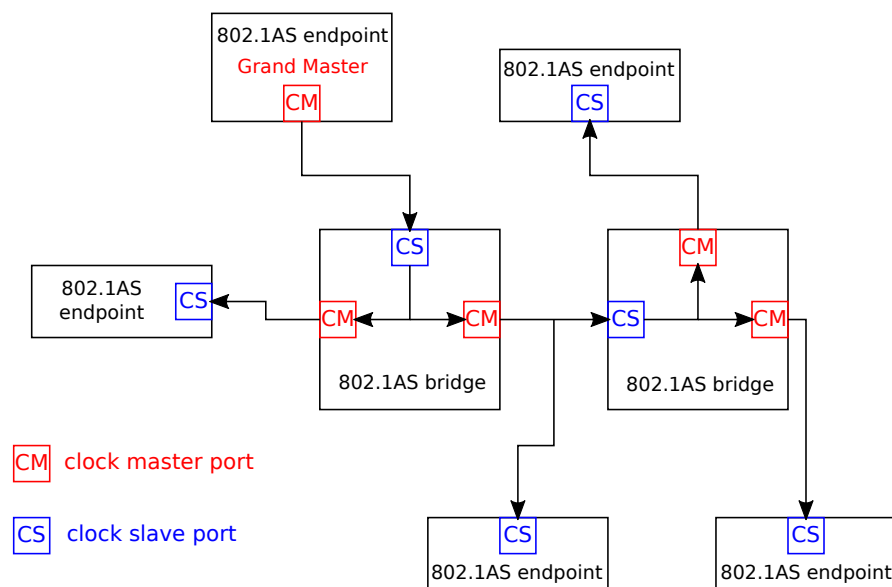 802.1AS endpoint
Grand Master
CM
802.1AS endpoint
CS
CS
CM
802.1AS
endpoint
CS
CM
CM
CS
CM
802.1AS bridge
802.1AS bridge
CM clock master port
CS clock slave port
CS
802.1AS endpoint
CS
802.1AS endpoint